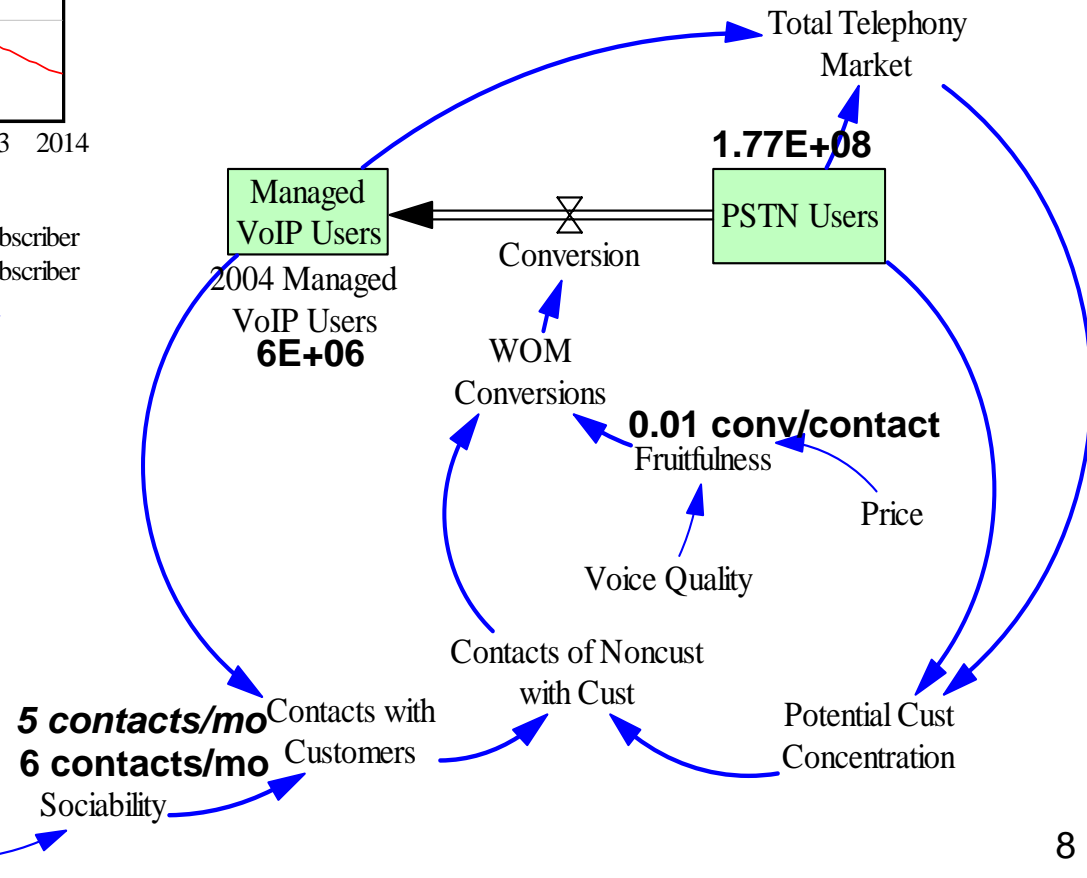 3 2014
bscriber
bscriber
Total Telephony
Market
1.77E+08
Managed
VoIP Users
PSTN Users
Conversion
2004 Managed
VoIP Users
6E+06
WOM
Conversions
0.01 conv/contact
Fruitfulness
Price
Voice Quality
Contacts of Noncust
with Cust
5 contacts/mo
6 contacts/mo
Sociability
Contacts with
Customers
Potential Cust
Concentration
8